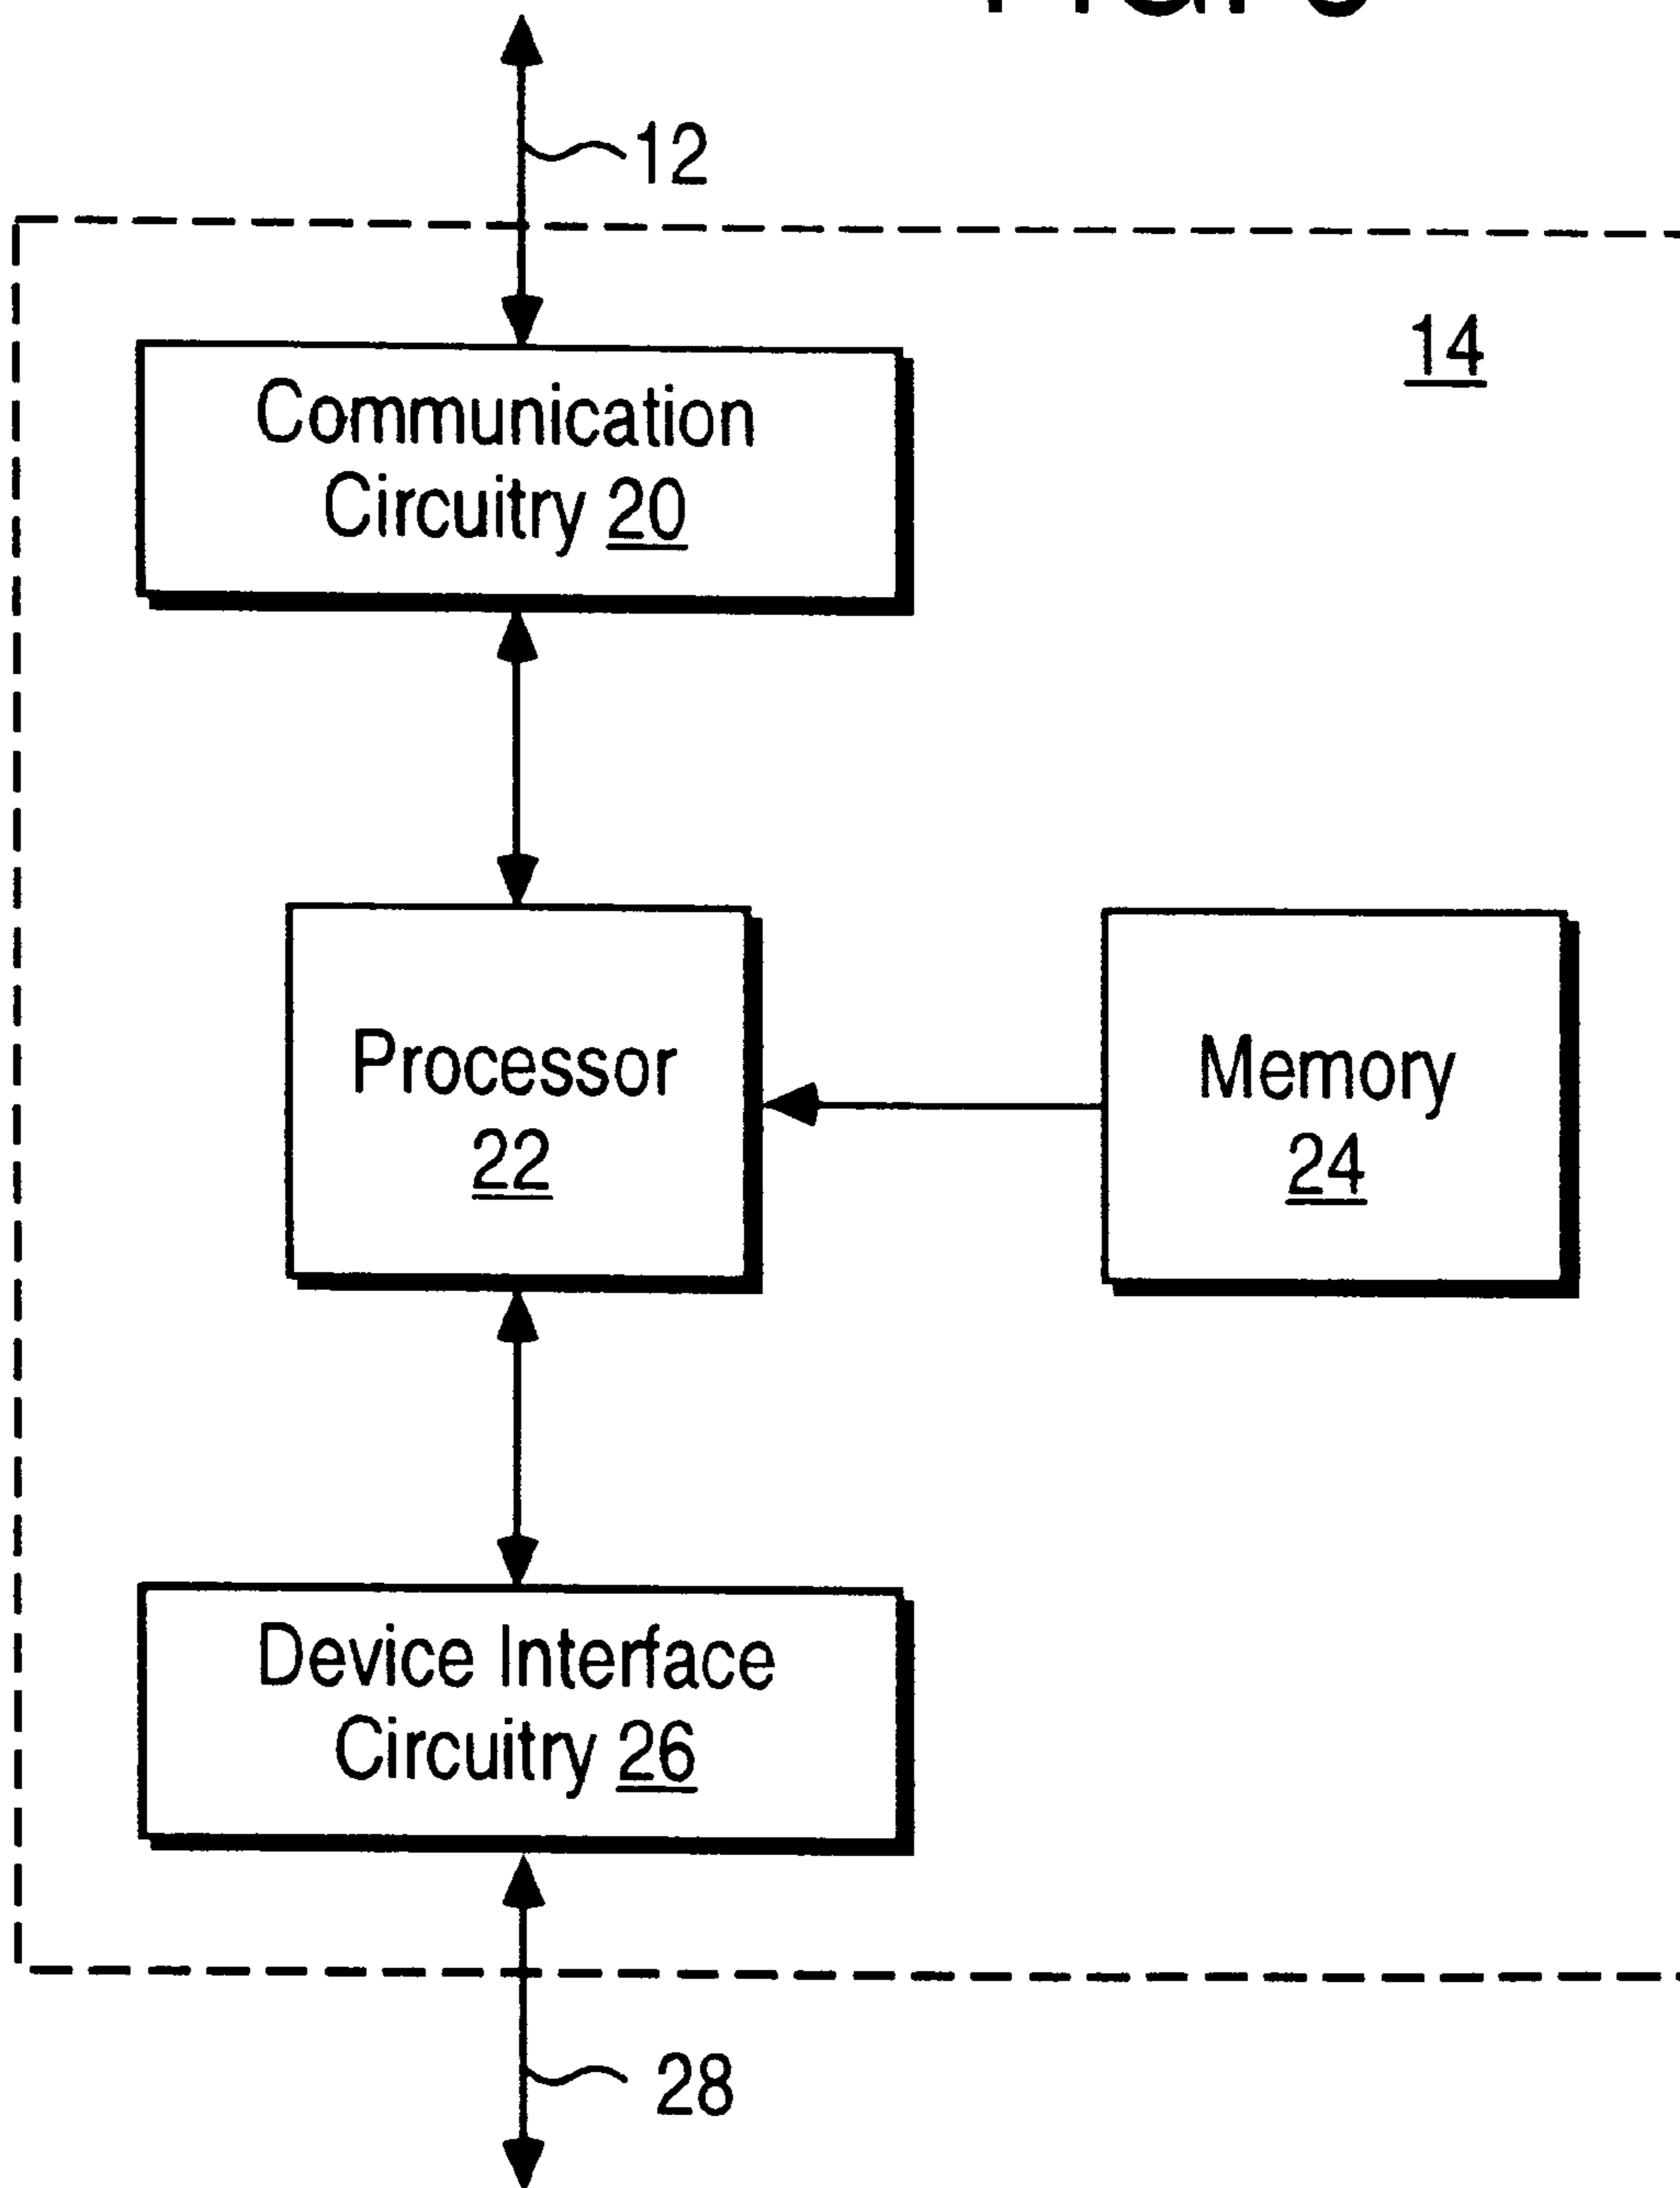 12
14
Communication
Circuitry 20
Processor
22
Memory
24
Device Interface
Circuitry 26
28